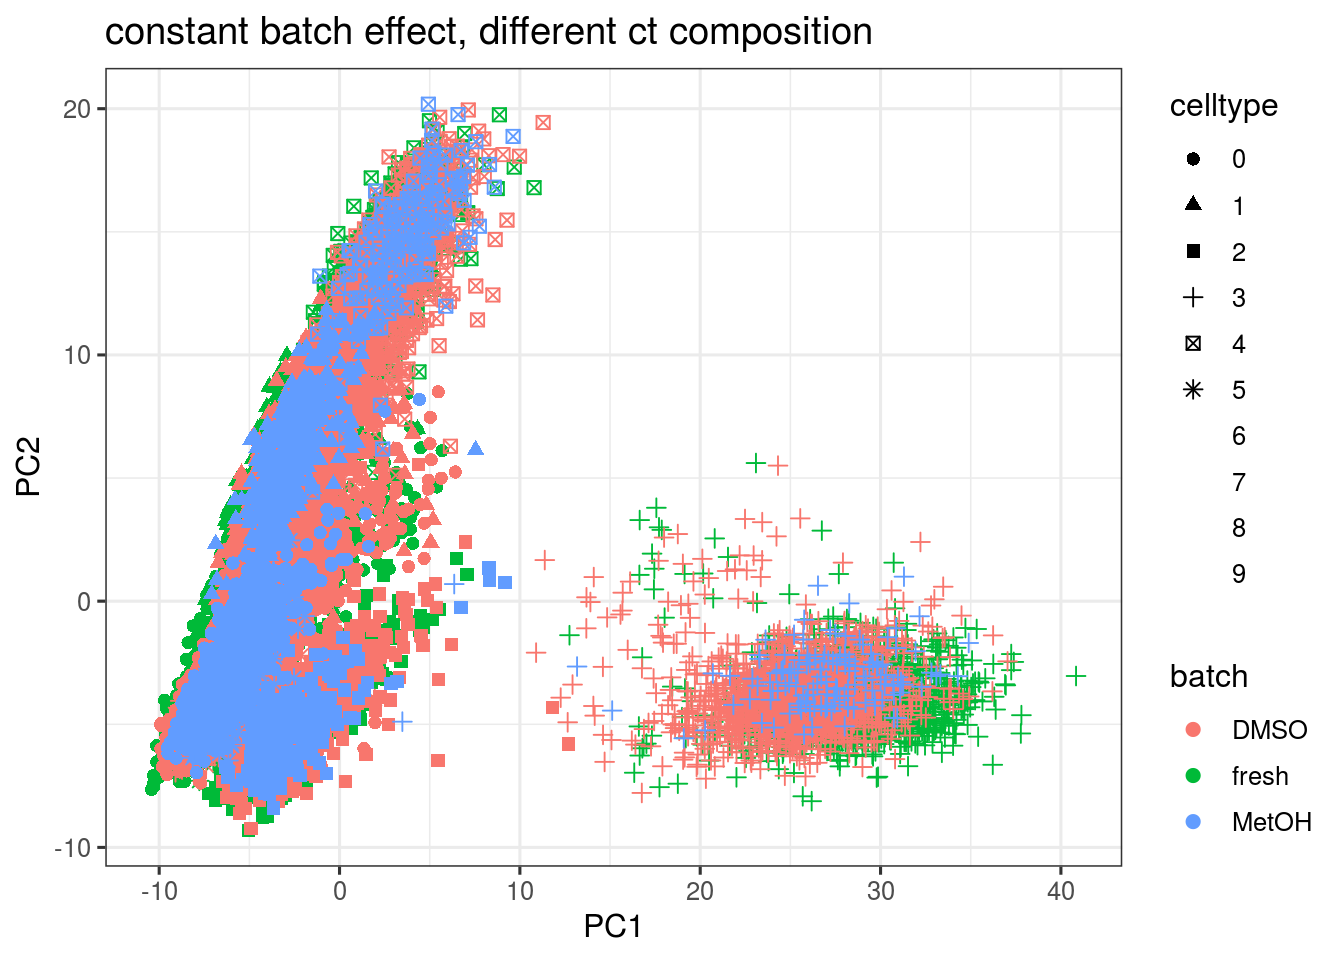 constant batch effect, different ct composition
20
10
0
-10
PC2
-10
0
10
20
30
40
PC1
celltype
0
1
2
3
4
5
6
7
8
9
batch
DMSO
fresh
MetOH